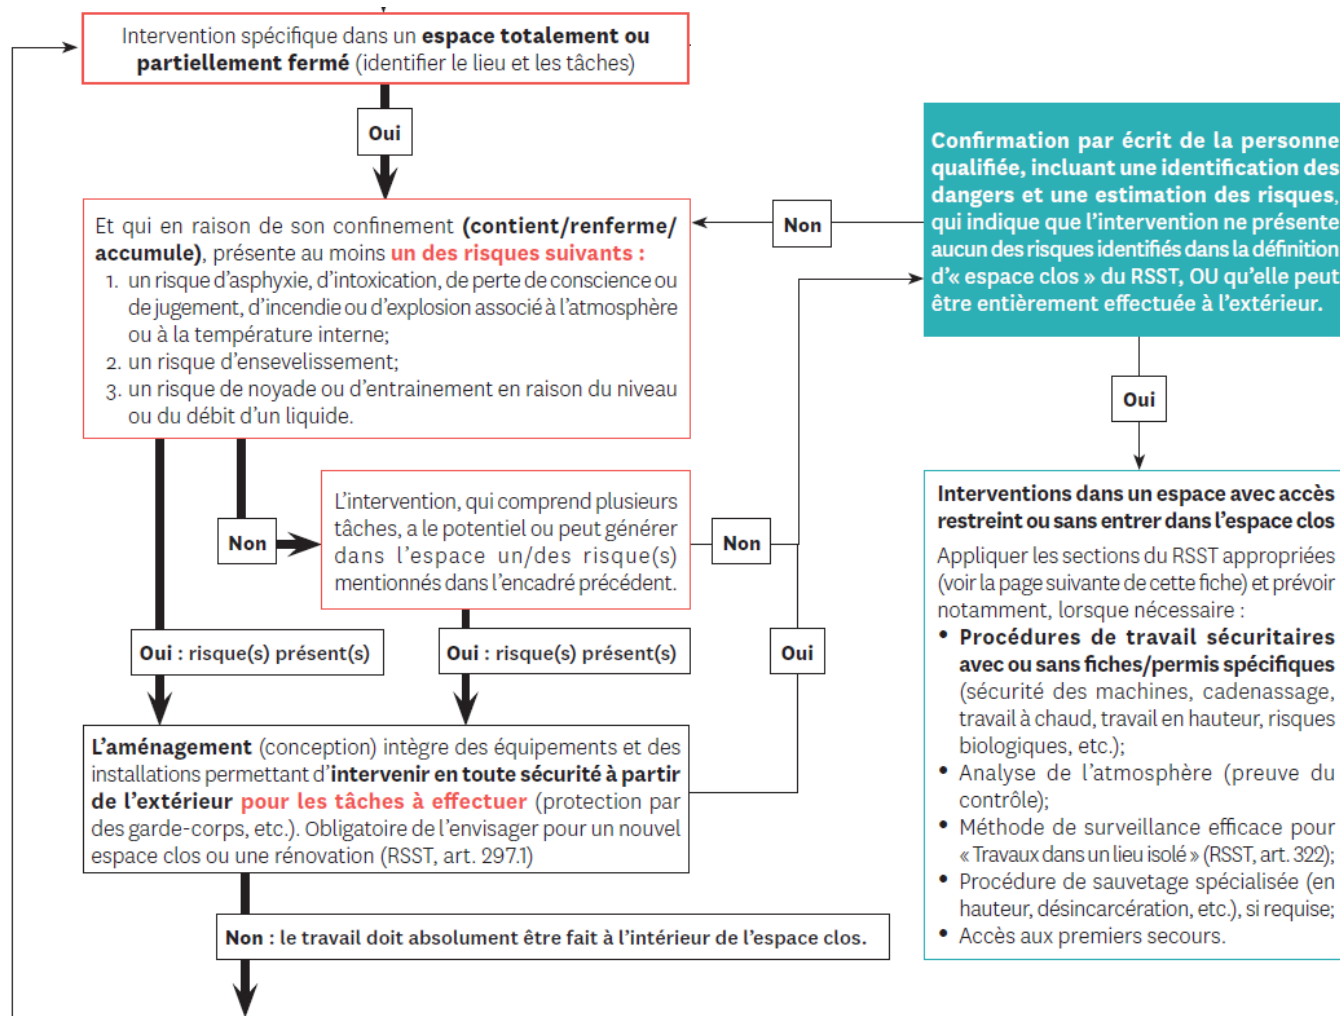 Intervention spécifique dans un espace totalement ou
partiellement fermé (identifier le lieu et les tâches)
Oui
Et qui en raison de son confinement (contient/renferme/
accumule), présente au moins un des risques suivants :
1. un risque d'asphyxie, d'intoxication, de perte de conscience ou
de jugement, d'incendie ou d'explosion associé à l'atmosphère
ou à la température interne;
2. un risque d'ensevelissement;
3. un risque de noyade ou d'entrainement en raison du niveau
ou du débit d'un liquide.
Non
L'intervention, qui comprend plusieurs
tâches, a le potentiel ou peut générer
dans l'espace un/des risque(s)
mentionnés dans l'encadré précédent.
Non
Oui : risque(s) présent(s)
Oui : risque(s) présent(s)
Oui
L'aménagement (conception) intègre des équipements et des
installations permettant d'intervenir en toute sécurité à partir
de l'extérieur pour les tâches à effectuer (protection par
des garde-corps, etc.). Obligatoire de l'envisager pour un nouvel
espace clos ou une rénovation (RSST, art. 297.1)
Non : le travail doit absolument être fait à l'intérieur de l'espace clos.
Non
Confirmation par écrit de la personne
qualifiée, incluant une identification des
dangers et une estimation des risques,
qui indique que l'intervention ne présente
aucun des risques identifiés dans la définition
d'« espace clos » du RSST, OU qu'elle peut
être entièrement effectuée à l'extérieur.
Oui
Interventions dans un espace avec accès
restreint ou sans entrer dans l'espace clos
Appliquer les sections du RSST appropriées
(voir la page suivante de cette fiche) et prévoir
notamment, lorsque nécessaire :
• Procédures de travail sécuritaires
avec ou sans fiches/permis spécifiques
(sécurité des machines, cadenassage,
travail à chaud, travail en hauteur, risques
biologiques, etc.);
• Analyse de l'atmosphère (preuve du
contrôle);
• Méthode de surveillance efficace pour
« Travaux dans un lieu isolé » (RSST, art. 322);
• Procédure de sauvetage spécialisée (en
hauteur, désincarcération, etc.), si requise;
• Accès aux premiers secours.